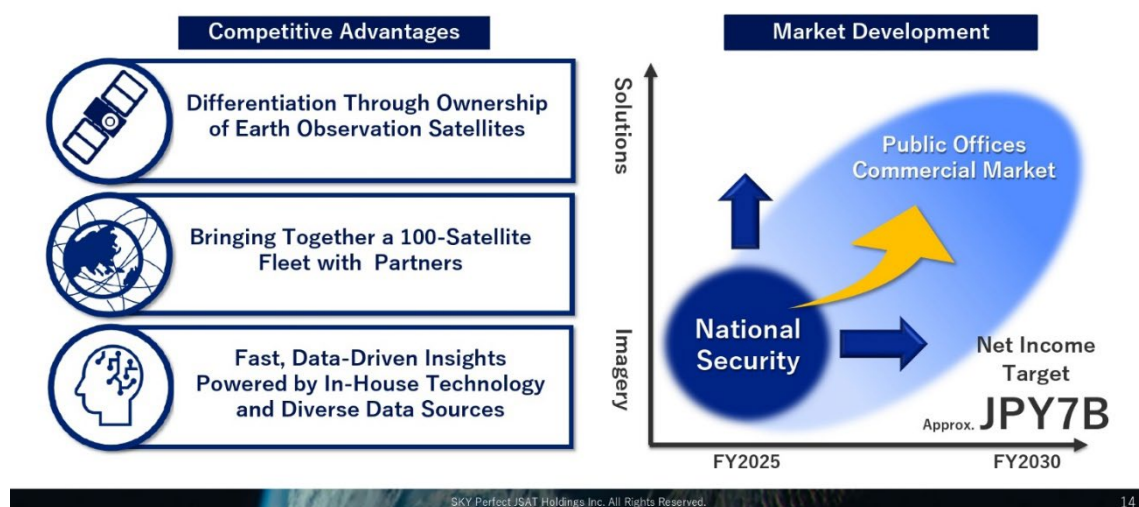 Competitive Advantages
Differentiation Through Ownership
of Earth Observation Satellites
Bringing Together a 100-Satellite
Fleet with Partners
Fast, Data-Driven Insights
Powered by In-House Technology
and Diverse Data Sources
Market Development
Solutions
Imagery
Public Offices
Commercial Market
National
Security
Net Income
Target
Approx. JPY7B
FY2025
FY2030
SKY Perfect JSAT Holdings Inc. All Rights Reserved.
14